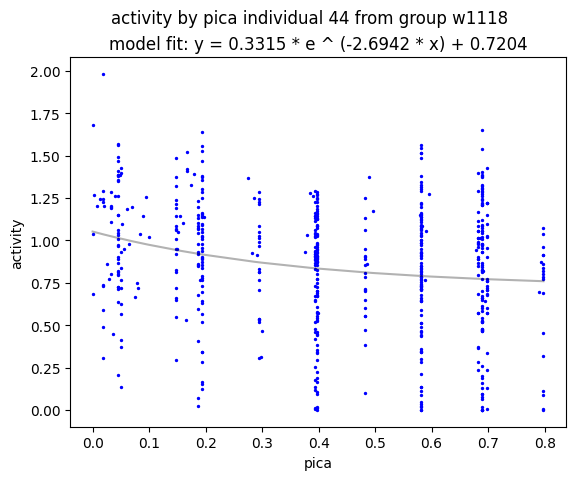 activity by pica individual 44 from group w1118
model fit: y = 0.3315 * e ^ (-2.6942 * x) + 0.7204
2.00
1.75
1.50
1.25
1.00
0.75
0.50
0.25
0.00
activity
0.0 0.1 0.2 0.3 0.4 0.5 0.6 0.7 0.8
pica